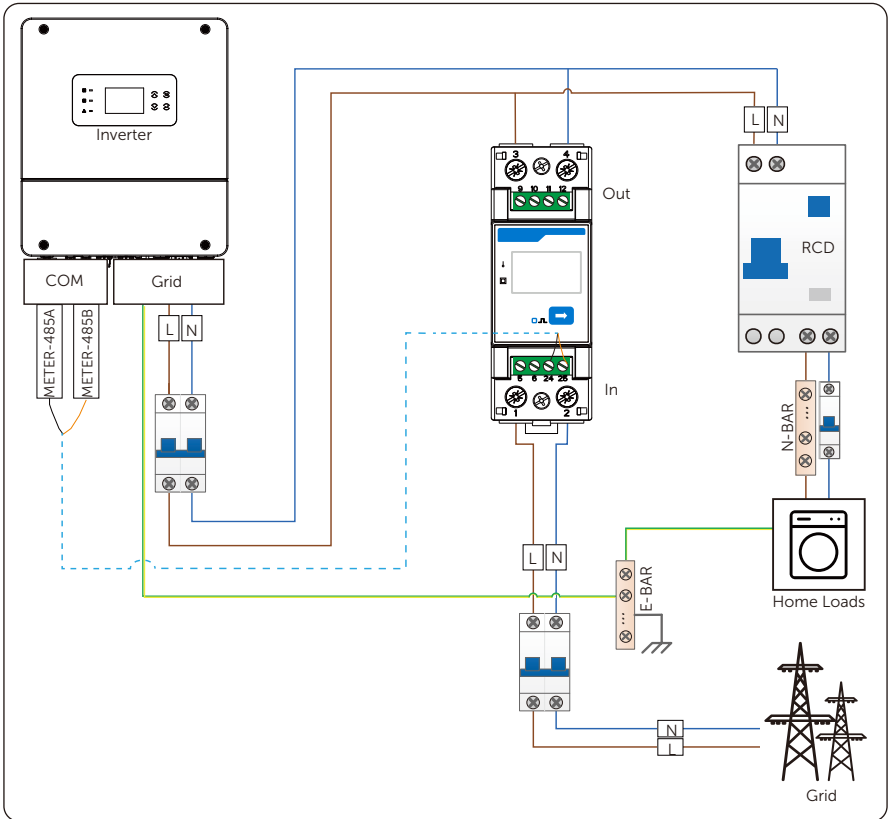 Inverter
COM
Grid
METER-485A
METER-485B
L
N
3
4
9
10
11
12
Out
5
6
24
25
In
1
2
L
N
RCD
N-BAR
Home Loads
L
N
E-BAR
N
L
Grid